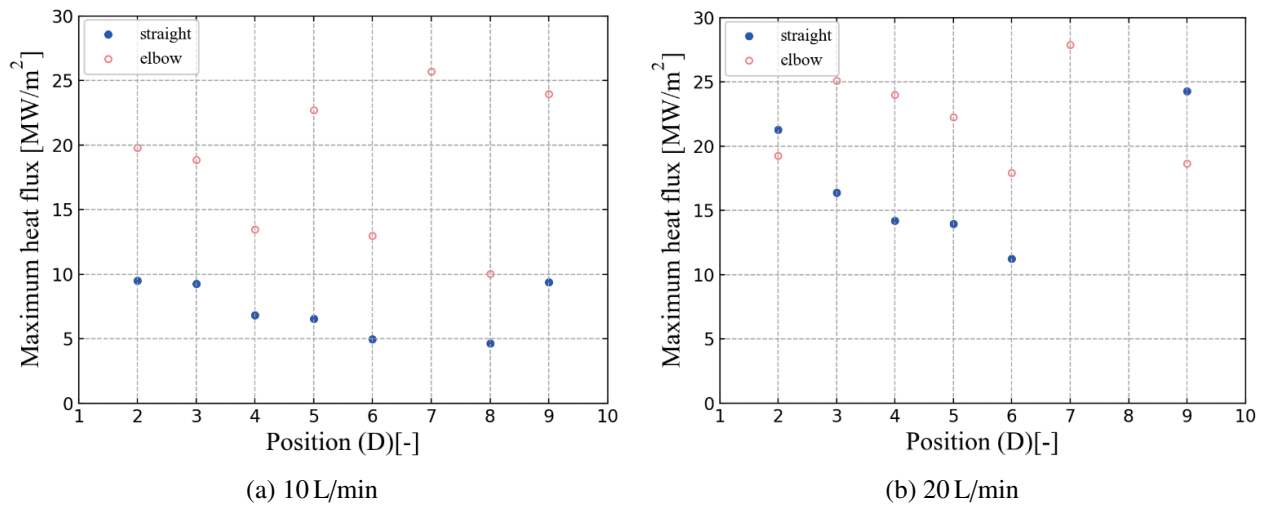 30
25
20
15
10
5
0
Maximum heat flux [MW/m²]
straight
elbow
1 2 3 4 5 6 7 8 9 10
Position (D)[-]
(a) 10 L/min
30
25
20
15
10
5
0
Maximum heat flux [MW/m²]
straight
elbow
1 2 3 4 5 6 7 8 9 10
Position (D)[-]
(b) 20 L/min